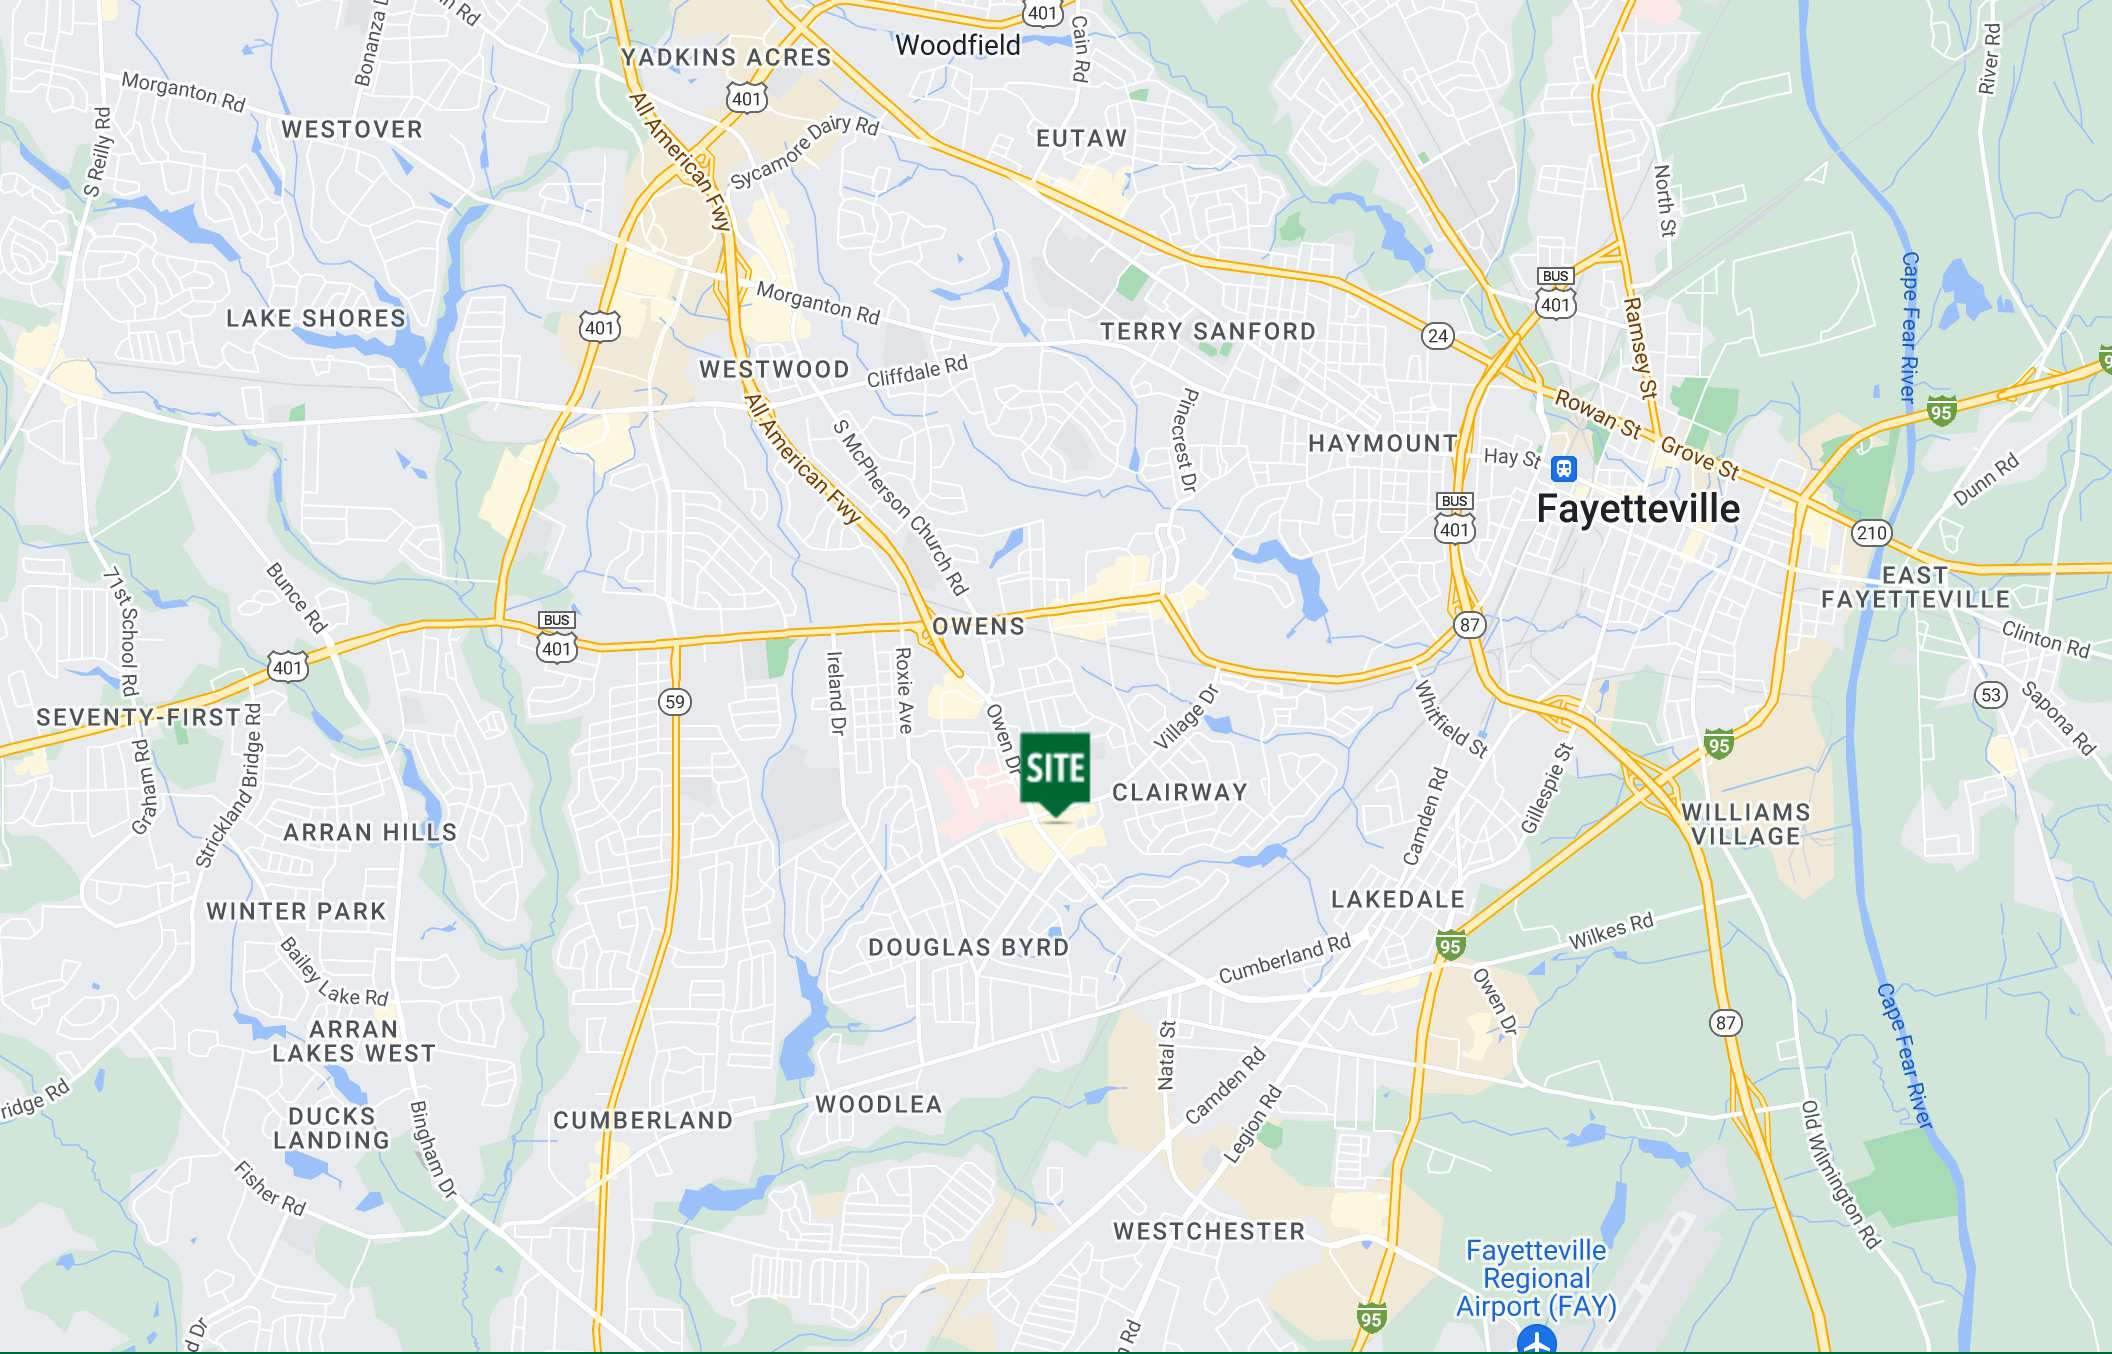 401
Cain Rd
Woodfield
YADKINS ACRES
Bonanza
Morganton Rd
River Rd
401
All American Fwy
Sycamore Dairy Rd
WESTOVER
EUTAW
S Reilly Rd
North St
Cape Fear River
BUS
401
Morganton Rd
LAKE SHORES
401
TERRY SANFORD
24
Ramsey St
WESTWOOD
Cliffdale Rd
95
Rowan St
Grove St
All American Fwy
S McPherson Church Rd
Pinecrest Dr
HAYMOUNT
Hay St
Dunn Rd
BUS
401
Fayetteville
210
71st School Rd
Bunce Rd
EAST
FAYETTEVILLE
BUS
401
OWENS
87
Clinton Rd
401
Ireland Dr
Roxie Ave
59
53
Sapona Rd
SEVENTY-FIRST
Strickland Bridge Rd
Graham Rd
Owen Dr
Village Dr
Whitfield St
95
SITE
CLAIRWAY
Camden Rd
Gillespie St
WILLIAMS
VILLAGE
ARRAN HILLS
WINTER PARK
LAKEDALE
DOUGLAS BYRD
Cumberland Rd
95
Wilkes Rd
Bailey Lake Rd
Owen Dr
Cape Fear River
ARRAN
LAKES WEST
87
Natal St
Camden Rd
Legion Rd
ridge Rd
DUCKS
LANDING
Bingham Dr
CUMBERLAND
WOODLEA
Old Wilmington Rd
Fisher Rd
WESTCHESTER
Fayetteville
Regional
Airport (FAY)
95
d Dr
Rd